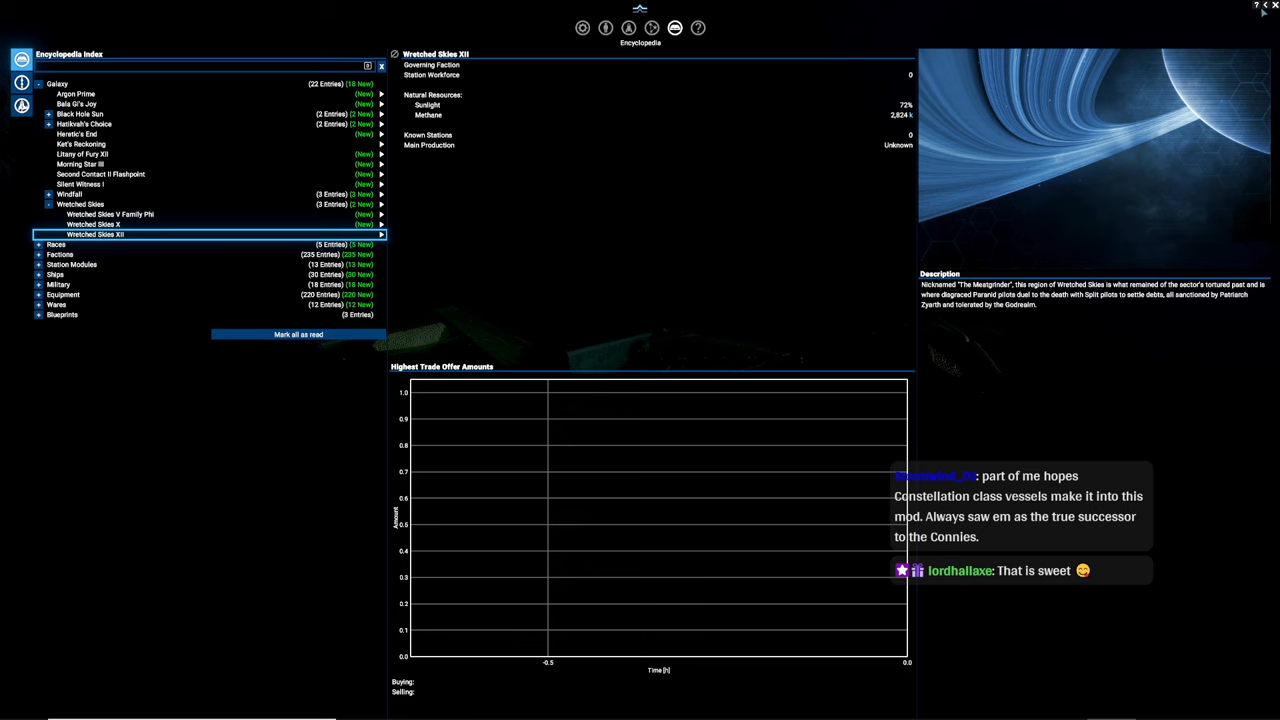 ? < x
Encyclopedia
Encyclopedia Index
x
Galaxy (22 Entries) (18 New)
Argon Prime (New)
Bala Gi's Joy (New)
Black Hole Sun (2 Entries) (2 New)
Hatikvah's Choice (2 Entries) (2 New)
Heretic's End (New)
Ket's Reckoning
Litany of Fury XII (New)
Morning Star III (New)
Second Contact II Flashpoint (New)
Silent Witness I (New)
Windfall (3 Entries) (3 New)
Wretched Skies (3 Entries) (2 New)
Wretched Skies V Family Phi (New)
Wretched Skies X (New)
Wretched Skies XII
Races (5 Entries) (5 New)
Factions (235 Entries) (235 New)
Station Modules (13 Entries) (13 New)
Ships (30 Entries) (30 New)
Military (18 Entries) (18 New)
Equipment (220 Entries) (220 New)
Wares (12 Entries) (12 New)
Blueprints (3 Entries)
Mark all as read
Wretched Skies XII
Governing Faction
Station Workforce 0
Natural Resources:
Sunlight 72%
Methane 2,824 k
Known Stations 0
Main Production Unknown
Highest Trade Offer Amounts
1.0
0.9
0.8
0.7
0.6
0.5
0.4
0.3
0.2
0.1
0.0
Amount
-0.5 0.0
Time [h]
Buying:
Selling:
Description
Nicknamed 'The Meatgrinder', this region of Wretched Skies is what remained of the sector's tortured past and is
where disgraced Paranid pilots duel to the death with Split pilots to settle debts, all sanctioned by Patriarch
Zyarth and tolerated by the Godrealm.
: part of me hopes
Constellation class vessels make it into this
mod. Always saw em as the true successor
to the Connies.
lordhallaxe: That is sweet 😋